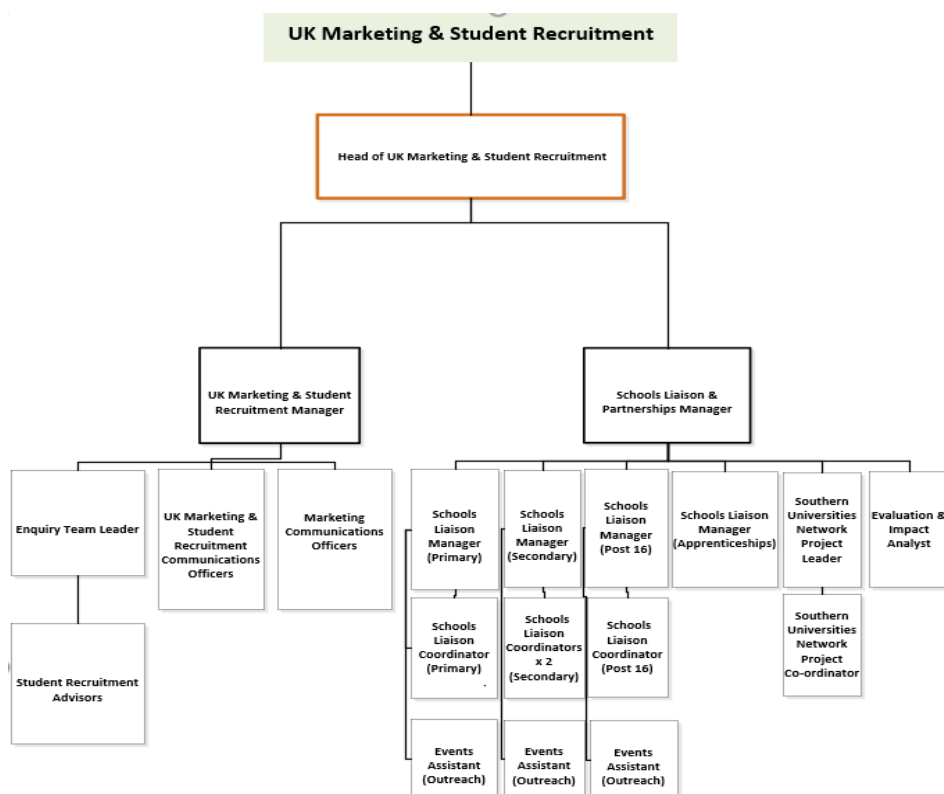 UK Marketing & Student Recruitment
Head of UK Marketing & Student Recruitment
UK Marketing & Student
Recruitment Manager
Schools Liaison &
Partnerships Manager
Enquiry Team Leader
UK Marketing &
Student
Recruitment
Communications
Officers
Marketing
Communications
Officers
Schools
Liaison
Manager
(Primary)
Schools
Liaison
Manager
(Secondary)
Schools
Liaison
Manager
(Post 16)
Schools Liaison
Manager
(Apprenticeships)
Southern
Universities
Network
Project
Leader
Evaluation &
Impact
Analyst
Student Recruitment
Advisors
Schools
Liaison
Coordinator
(Primary)
Schools
Liaison
Coordinators
x 2
(Secondary)
Schools
Liaison
Coordinator
(Post 16)
Southern
Universities
Network
Project
Co-ordinator
Events
Assistant
(Outreach)
Events
Assistant
(Outreach)
Events
Assistant
(Outreach)